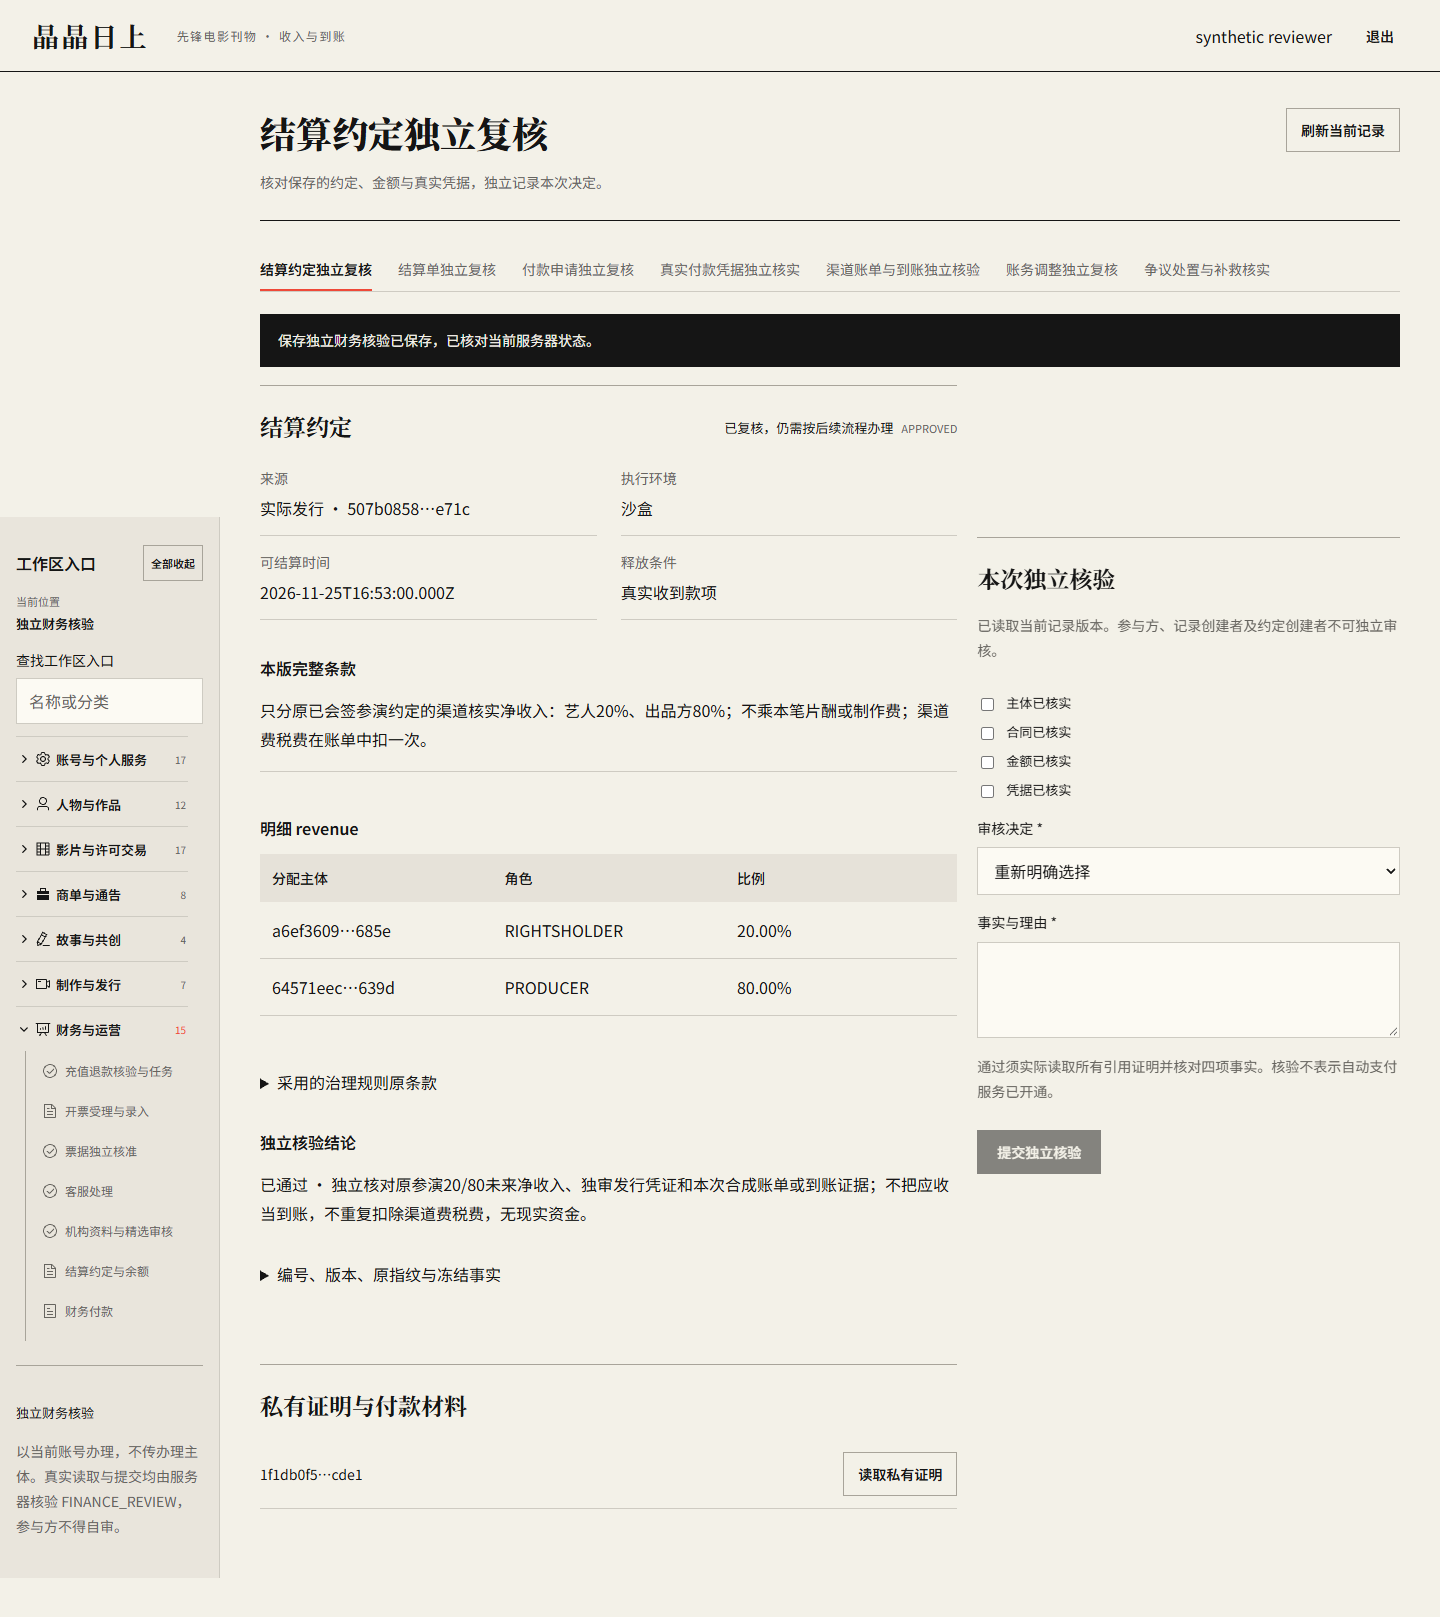 晶晶日上
先锋电影刊物 · 收入与到账
synthetic reviewer
退出
结算约定独立复核
刷新当前记录
核对保存的约定、金额与真实凭据，独立记录本次决定。
结算约定独立复核
结算单独立复核
付款申请独立复核
真实付款凭据独立核实
渠道账单与到账独立核验
账务调整独立复核
争议处置与补救核实
保存独立财务核验已保存，已核对当前服务器状态。
结算约定
已复核，仍需按后续流程办理 APPROVED
来源
实际发行 · 507b0858…e71c
执行环境
沙盒
可结算时间
2026-11-25T16:53:00.000Z
释放条件
真实收到款项
本版完整条款
只分原已会签参演约定的渠道核实净收入：艺人20%、出品方80%；不乘本笔片酬或制作费；渠道
费税费在账单中扣一次。
明细 revenue
分配主体 角色 比例
a6ef3609…685e RIGHTSHOLDER 20.00%
64571eec…639d PRODUCER 80.00%
采用的治理规则原条款
独立核验结论
已通过 · 独立核对原参演20/80未来净收入、独审发行凭证和本次合成账单或到账证据；不把应收
当到账，不重复扣除渠道费税费，无现实资金。
编号、版本、原指纹与冻结事实
私有证明与付款材料
1f1db0f5…cde1
读取私有证明
本次独立核验
已读取当前记录版本。参与方、记录创建者及约定创建者不可独立审
核。
主体已核实
合同已核实
金额已核实
凭据已核实
审核决定 *
重新明确选择
事实与理由 *
通过须实际读取所有引用证明并核对四项事实。核验不表示自动支付
服务已开通。
提交独立核验
工作区入口
全部收起
当前位置
独立财务核验
查找工作区入口
名称或分类
账号与个人服务 17
人物与作品 12
影片与许可交易 17
商单与通告 8
故事与共创 4
制作与发行 7
财务与运营 15
充值退款核验与任务
开票受理与录入
票据独立核准
客服处理
机构资料与精选审核
结算约定与余额
财务付款
独立财务核验
以当前账号办理，不传办理主
体。真实读取与提交均由服务
器核验 FINANCE_REVIEW，
参与方不得自审。